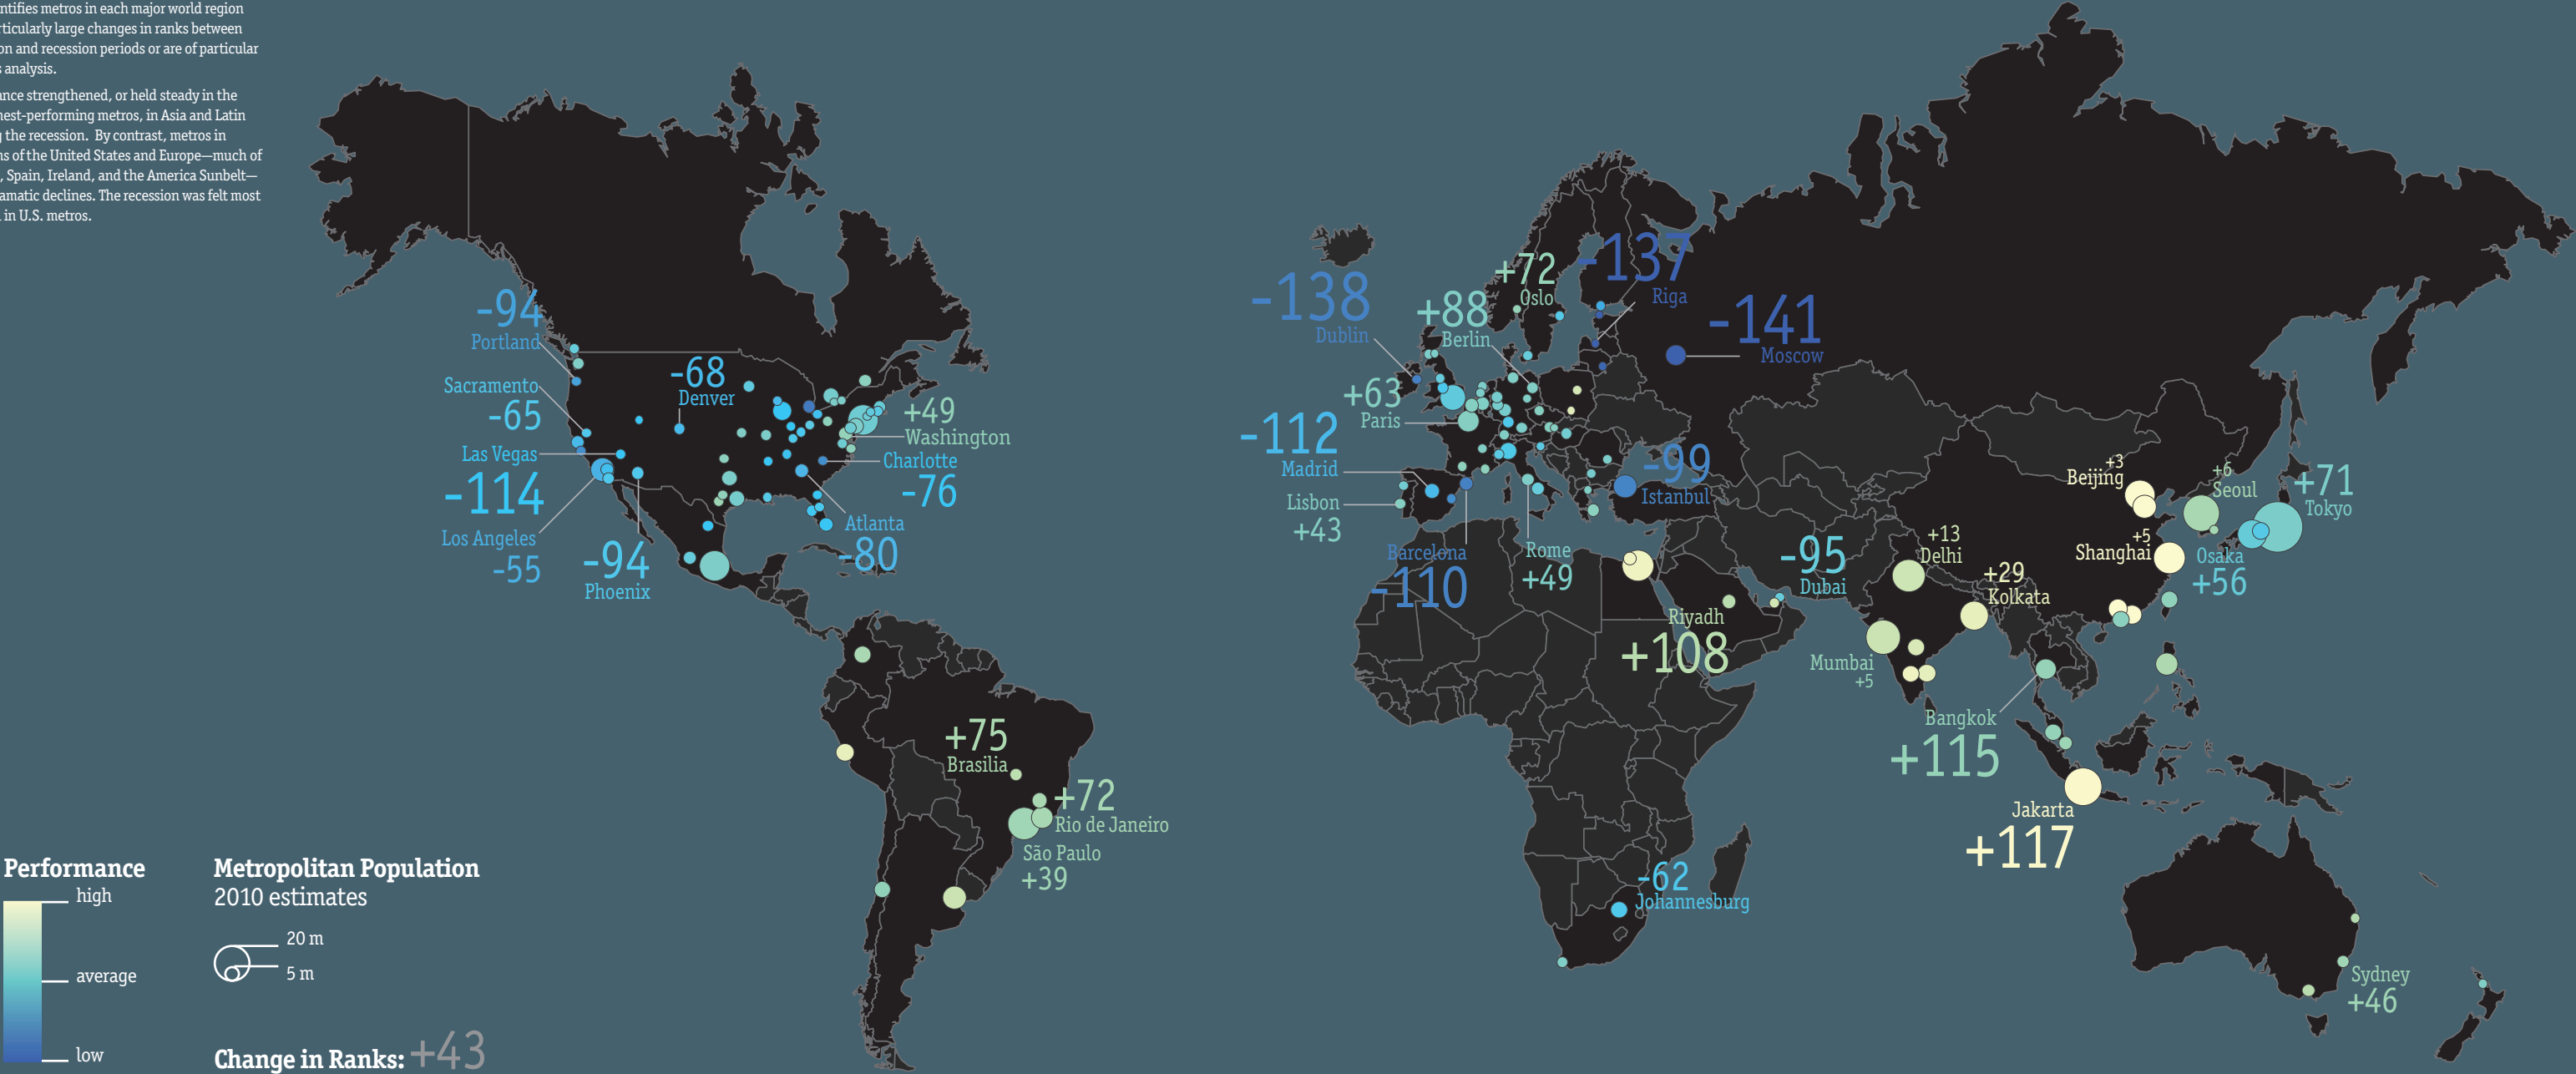 ntifies metros in each major world region
ticularly large changes in ranks between
on and recession periods or are of particular
s analysis.
ance strengthened, or held steady in the
hest-performing metros, in Asia and Latin
g the recession. By contrast, metros in
ns of the United States and Europe—much of
, Spain, Ireland, and the America Sunbelt—
amatic declines. The recession was felt most
in U.S. metros.
-94
Portland
Sacramento
-65
Las Vegas
-114
Los Angeles
-55
-94
Phoenix
-68
Denver
+49
Washington
Charlotte
-76
Atlanta
-80
+75
Brasilia
+72
Rio de Janeiro
São Paulo
+39
-138
Dublin
+88
Berlin
+72
Oslo
-137
Riga
-141
Moscow
+63
Paris
-112
Madrid
Lisbon
+43
Barcelona
-110
Rome
+49
-99
Istanbul
Riyadh
+108
-95
Dubai
-62
Johannesburg
+13
Delhi
+29
Kolkata
Mumbai
+5
+3
Beijing
+5
Shanghai
+6
Seoul
+71
Tokyo
Osaka
+56
Bangkok
+115
Jakarta
+117
Sydney
+46
Performance
high
average
low
Metropolitan Population
2010 estimates
20 m
5 m
Change in Ranks: +43